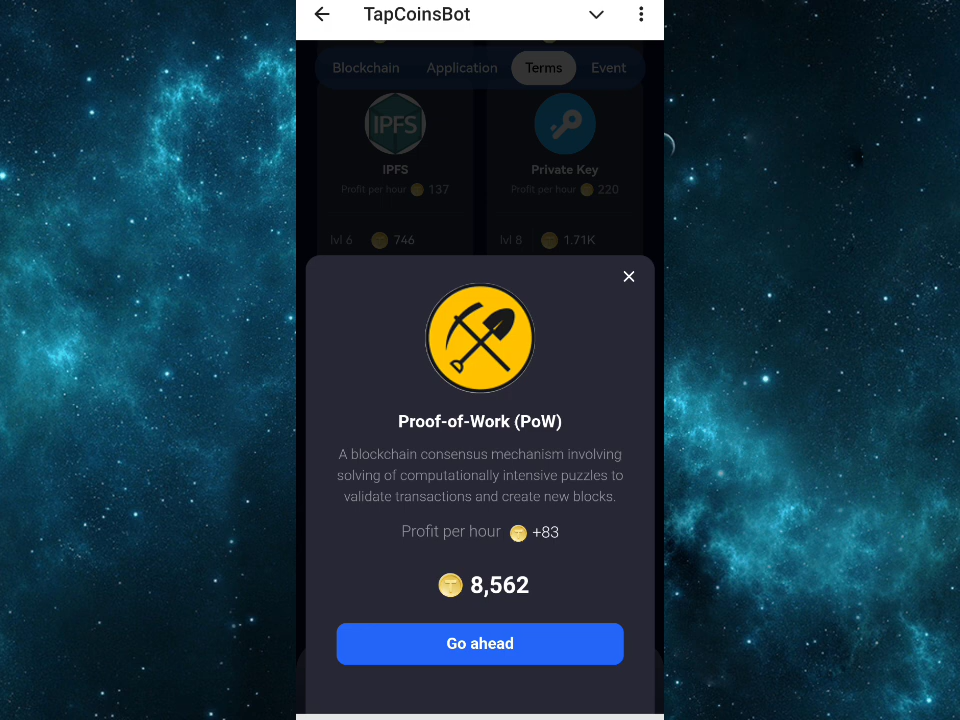 TapCoinsBot
Blockchain Application Terms Event
IPFS
IPFS Private Key
Profit per hour 137 Profit per hour 220
lvl 6 746 lvl 8 1.71K
Proof-of-Work (PoW)
A blockchain consensus mechanism involving
solving of computationally intensive puzzles to
validate transactions and create new blocks.
Profit per hour +83
8,562
Go ahead